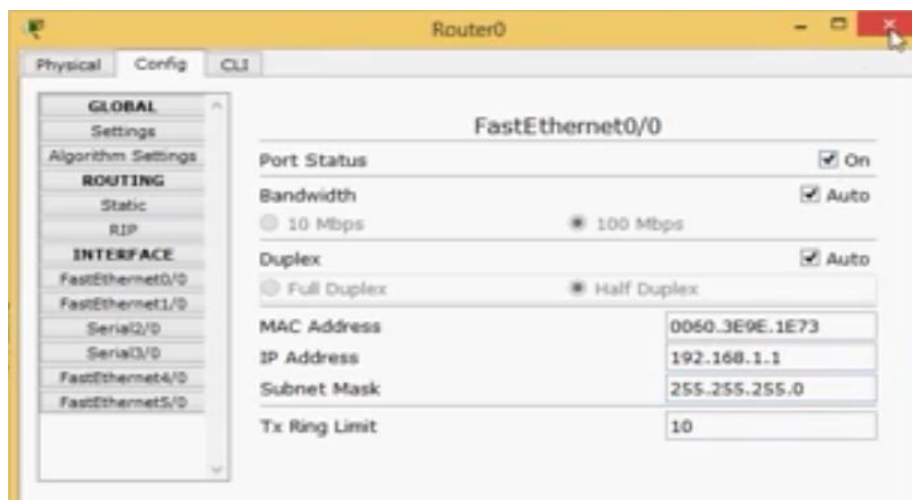 Router0
Physical Config CLI
GLOBAL
Settings
Algorithm Settings
ROUTING
Static
RIP
INTERFACE
FastEthernet0/0
FastEthernet1/0
Serial2/0
Serial3/0
FastEthernet4/0
FastEthernet5/0
FastEthernet0/0
Port Status On
Bandwidth Auto
10 Mbps 100 Mbps
Duplex Auto
Full Duplex Half Duplex
MAC Address 0060.3E9E.1E73
IP Address 192.168.1.1
Subnet Mask 255.255.255.0
Tx Ring Limit 10